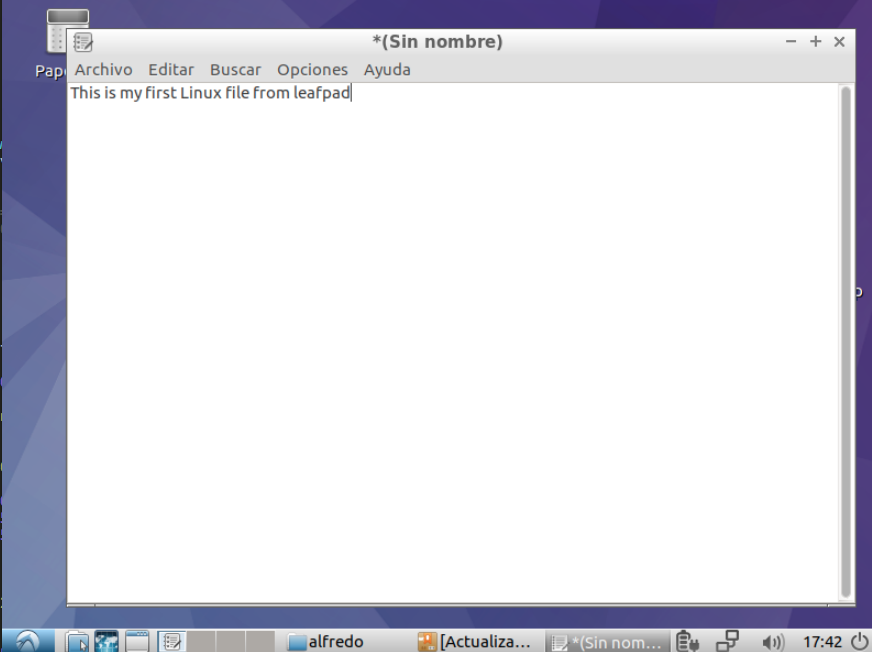 *(Sin nombre)
Pap
Archivo Editar Buscar Opciones Ayuda
This is my first Linux file from leafpad
alfredo
[Actualiza...
*(Sin nom...
17:42